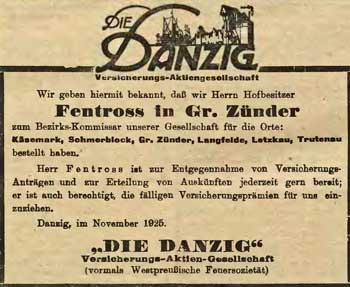 DIE
DANZIG
Versicherungs-Aktiengesellschaft
Wir geben hiermit bekannt, daß wir Herrn Hofbesitzer
Fentross in Gr. Zünder
zum Bezirks-Kommissar unserer Gesellschaft für die Orte:
Käsemark, Schmerblock, Gr. Zünder, Langfelde, Letzkau, Trutenau
bestellt haben.
Herr Fentross ist zur Entgegennahme von Versicherungs-
Anträgen und zur Erteilung von Auskünften jederzeit gern bereit;
er ist auch berechtigt, die fälligen Versicherungsprämien für uns ein-
zuziehen.
Danzig, im November 1925.
„DIE DANZIG“
Versicherungs-Aktien-Gesellschaft
(vormals Westpreußische Feuersozietät)